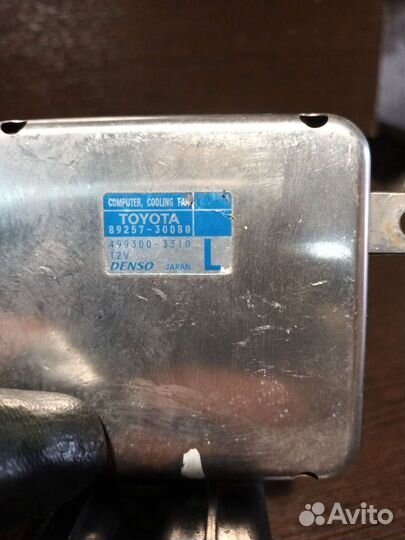 COMPUTER, COOLING FAN
TOYOTA
89257-30080
499300-3310
12V
DENSO JAPAN
L
Avito